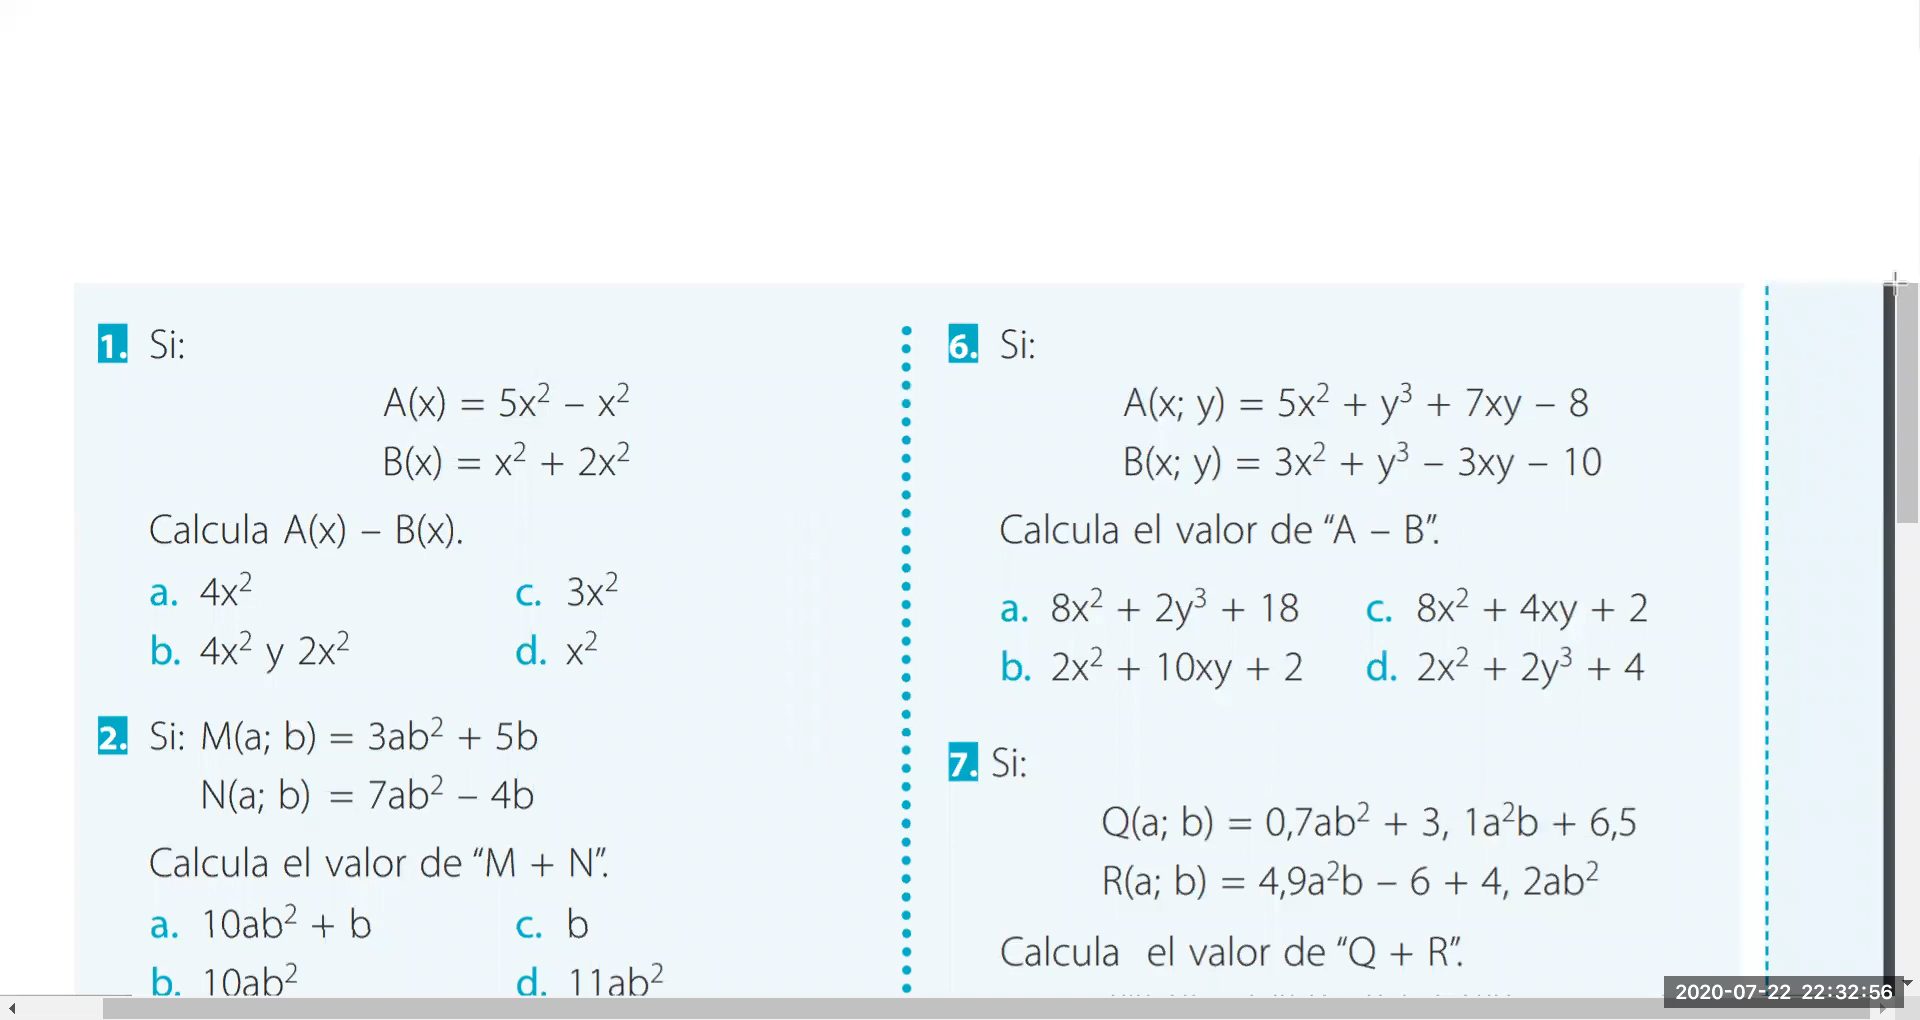 1. Si:
A(x) = 5x² – x²
B(x) = x² + 2x²
Calcula A(x) – B(x).
a. 4x² c. 3x²
b. 4x² y 2x² d. x²
2. Si: M(a; b) = 3ab² + 5b
N(a; b) = 7ab² – 4b
Calcula el valor de “M + N”.
a. 10ab² + b c. b
b. 10ab² d. 11ab²
6. Si:
A(x; y) = 5x² + y³ + 7xy – 8
B(x; y) = 3x² + y³ – 3xy – 10
Calcula el valor de “A – B”.
a. 8x² + 2y³ + 18 c. 8x² + 4xy + 2
b. 2x² + 10xy + 2 d. 2x² + 2y³ + 4
7. Si:
Q(a; b) = 0,7ab² + 3, 1a²b + 6,5
R(a; b) = 4,9a²b – 6 + 4, 2ab²
Calcula el valor de “Q + R”.
2020-07-22 22:32:56